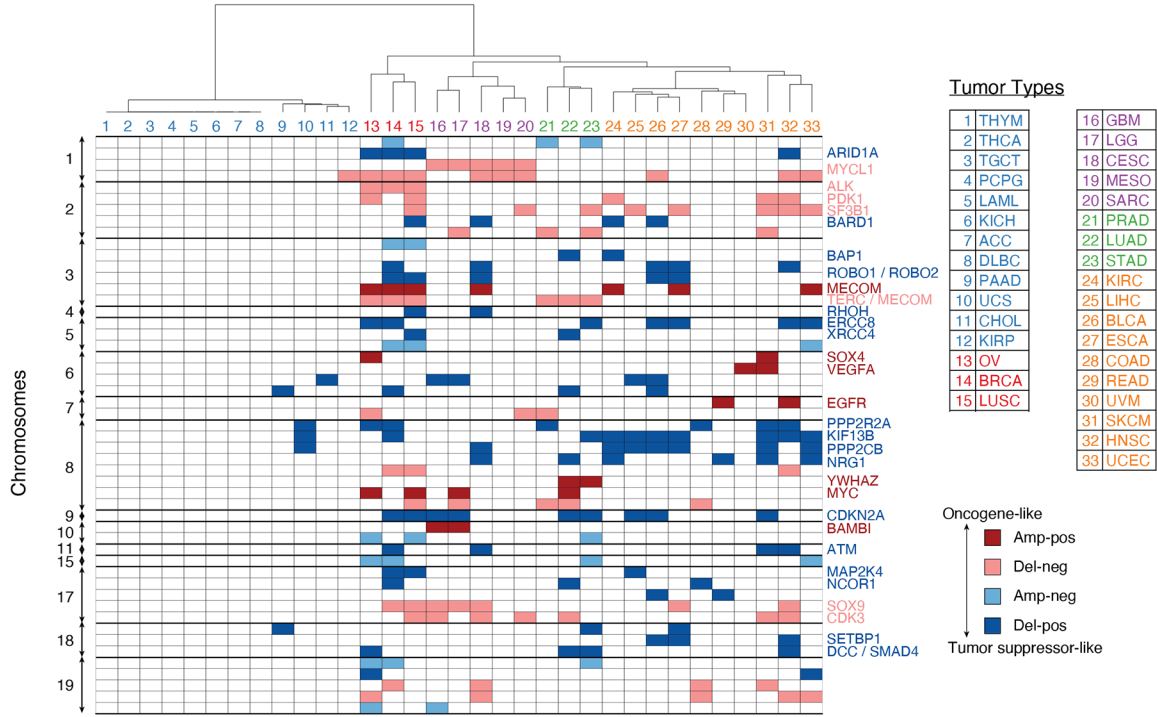 1 2 3 4 5 6 7 8 9 10 11 12 13 14 15 16 17 18 19 20 21 22 23 24 25 26 27 28 29 30 31 32 33
Chromosomes
1
2
3
4
5
6
7
8
9
10
11
15
17
18
19
ARID1A
MYCL1
ALK
PDK1
SF3B1
BARD1
BAP1
ROBO1 / ROBO2
MECOM
TERC / MECOM
RHOH
ERCC8
XRCC4
SOX4
VEGFA
EGFR
PPP2R2A
KIF13B
PPP2CB
NRG1
YWHAZ
MYC
CDKN2A
BAMBI
ATM
MAP2K4
NCOR1
SOX9
CDK3
SETBP1
DCC / SMAD4
Tumor Types
1 THYM
2 THCA
3 TGCT
4 PCPG
5 LAML
6 KICH
7 ACC
8 DLBC
9 PAAD
10 UCS
11 CHOL
12 KIRP
13 OV
14 BRCA
15 LUSC
16 GBM
17 LGG
18 CESC
19 MESO
20 SARC
21 PRAD
22 LUAD
23 STAD
24 KIRC
25 LIHC
26 BLCA
27 ESCA
28 COAD
29 READ
30 UVM
31 SKCM
32 HNSC
33 UCEC
Oncogene-like
Amp-pos
Del-neg
Amp-neg
Del-pos
Tumor suppressor-like